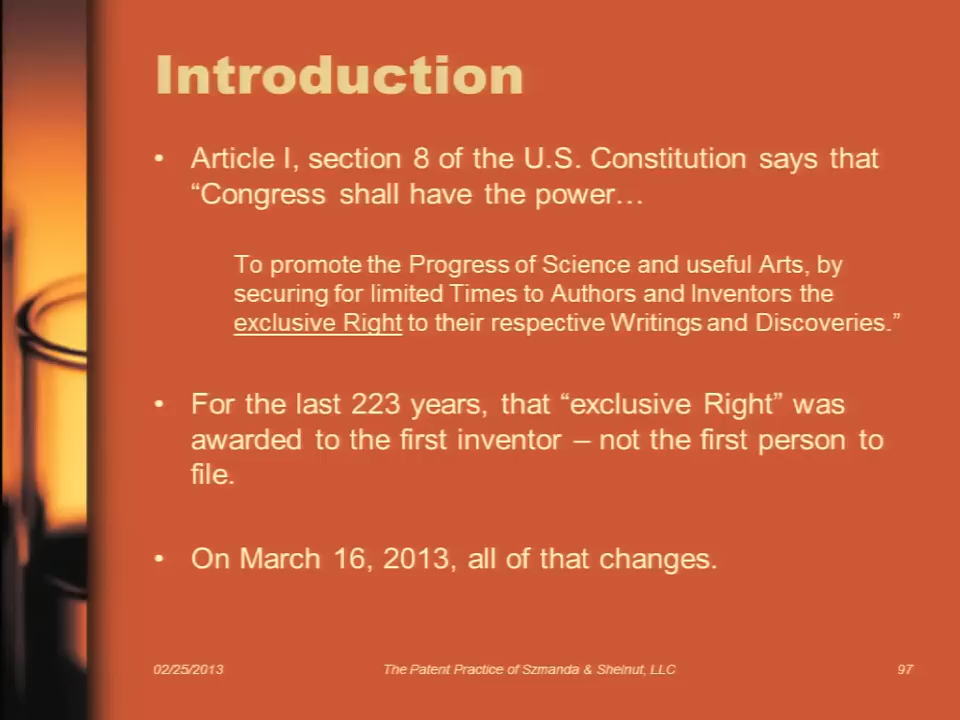 Introduction
• Article I, section 8 of the U.S. Constitution says that
“Congress shall have the power…
To promote the Progress of Science and useful Arts, by
securing for limited Times to Authors and Inventors the
exclusive Right to their respective Writings and Discoveries.”
• For the last 223 years, that “exclusive Right” was
awarded to the first inventor – not the first person to
file.
• On March 16, 2013, all of that changes.
02/25/2013 The Patent Practice of Szmanda & Shelnut, LLC 97